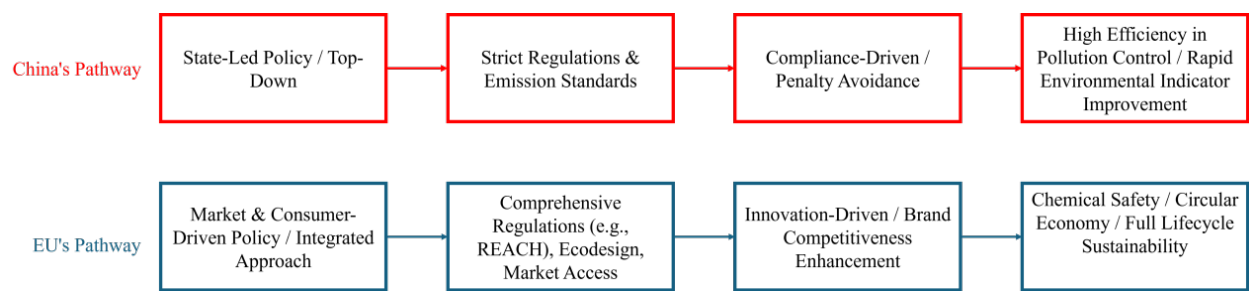 China's Pathway
State-Led Policy / Top-
Down
Strict Regulations &
Emission Standards
Compliance-Driven /
Penalty Avoidance
High Efficiency in
Pollution Control / Rapid
Environmental Indicator
Improvement
EU's Pathway
Market & Consumer-
Driven Policy / Integrated
Approach
Comprehensive
Regulations (e.g.,
REACH), Ecodesign,
Market Access
Innovation-Driven / Brand
Competitiveness
Enhancement
Chemical Safety / Circular
Economy / Full Lifecycle
Sustainability